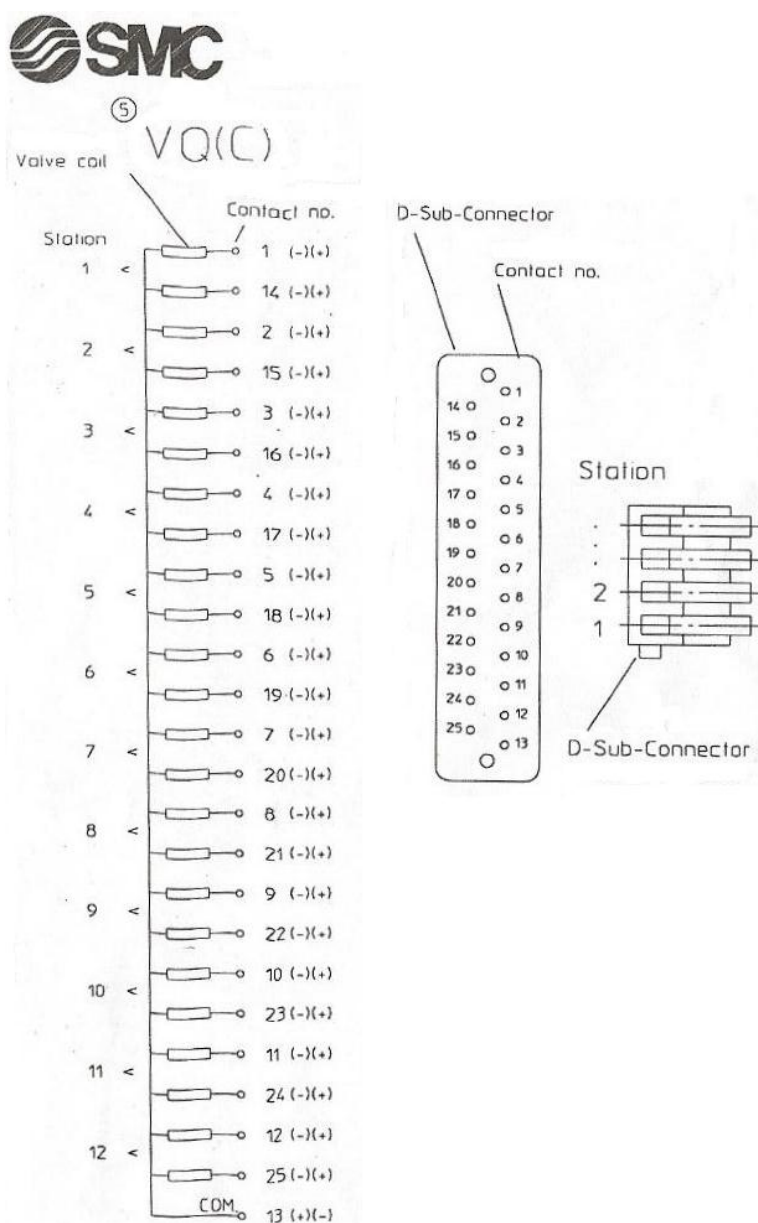 SMC
5
VQ(C)
Valve coil
Contact no.
Station
1 < 1 (-)(+)
14 (-)(+)
2 < 2 (-)(+)
15 (-)(+)
3 < 3 (-)(+)
16 (-)(+)
4 < 4 (-)(+)
17 (-)(+)
5 < 5 (-)(+)
18 (-)(+)
6 < 6 (-)(+)
19 (-)(+)
7 < 7 (-)(+)
20 (-)(+)
8 < 8 (-)(+)
21 (-)(+)
9 < 9 (-)(+)
22 (-)(+)
10 < 10 (-)(+)
23 (-)(+)
11 < 11 (-)(+)
24 (-)(+)
12 < 12 (-)(+)
25 (-)(+)
COM. 13 (+)(-)
D-Sub-Connector
Contact no.
1
14
2
15
3
16
4
17
5
18
6
19
7
20
8
21
9
22
10
23
11
24
12
25
13
Station
.
.
.
2
1
D-Sub-Connector